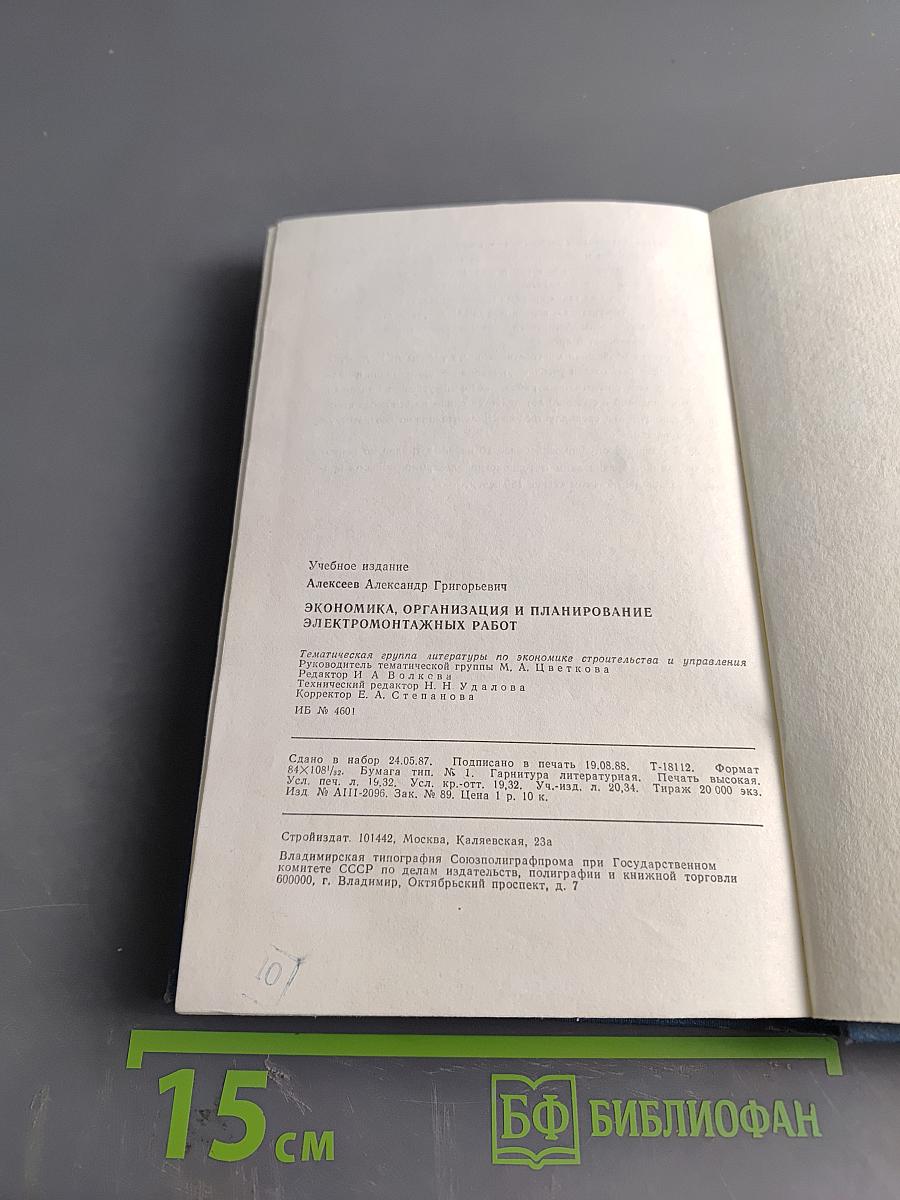 Учебное издание
Алексеев Александр Григорьевич
ЭКОНОМИКА, ОРГАНИЗАЦИЯ И ПЛАНИРОВАНИЕ
ЭЛЕКТРОМОНТАЖНЫХ РАБОТ
Тематическая группа литературы по экономике строительства и управления
Руководитель тематической группы М. А. Цветкова
Редактор И А Волкова
Технический редактор Н. Н Удалова
Корректор Е. А. Степанова
ИБ № 4601
Сдано в набор 24.05.87. Подписано в печать 19.08.88. Т-18112. Формат
84×108¹/₃₂. Бумага тип. № 1. Гарнитура литературная. Печать высокая.
Усл. печ. л. 19,32. Усл. кр.-отт. 19,32. Уч.-изд. л. 20,34. Тираж 20 000 экз.
Изд. № АIII-2096. Зак. № 89. Цена 1 р. 10 к.
Стройиздат. 101442, Москва, Каляевская, 23а
Владимирская типография Союзполиграфпрома при Государственном
комитете СССР по делам издательств, полиграфии и книжной торговли
600000, г. Владимир, Октябрьский проспект, д. 7
10
15 см
БФ БИБЛИОФАН